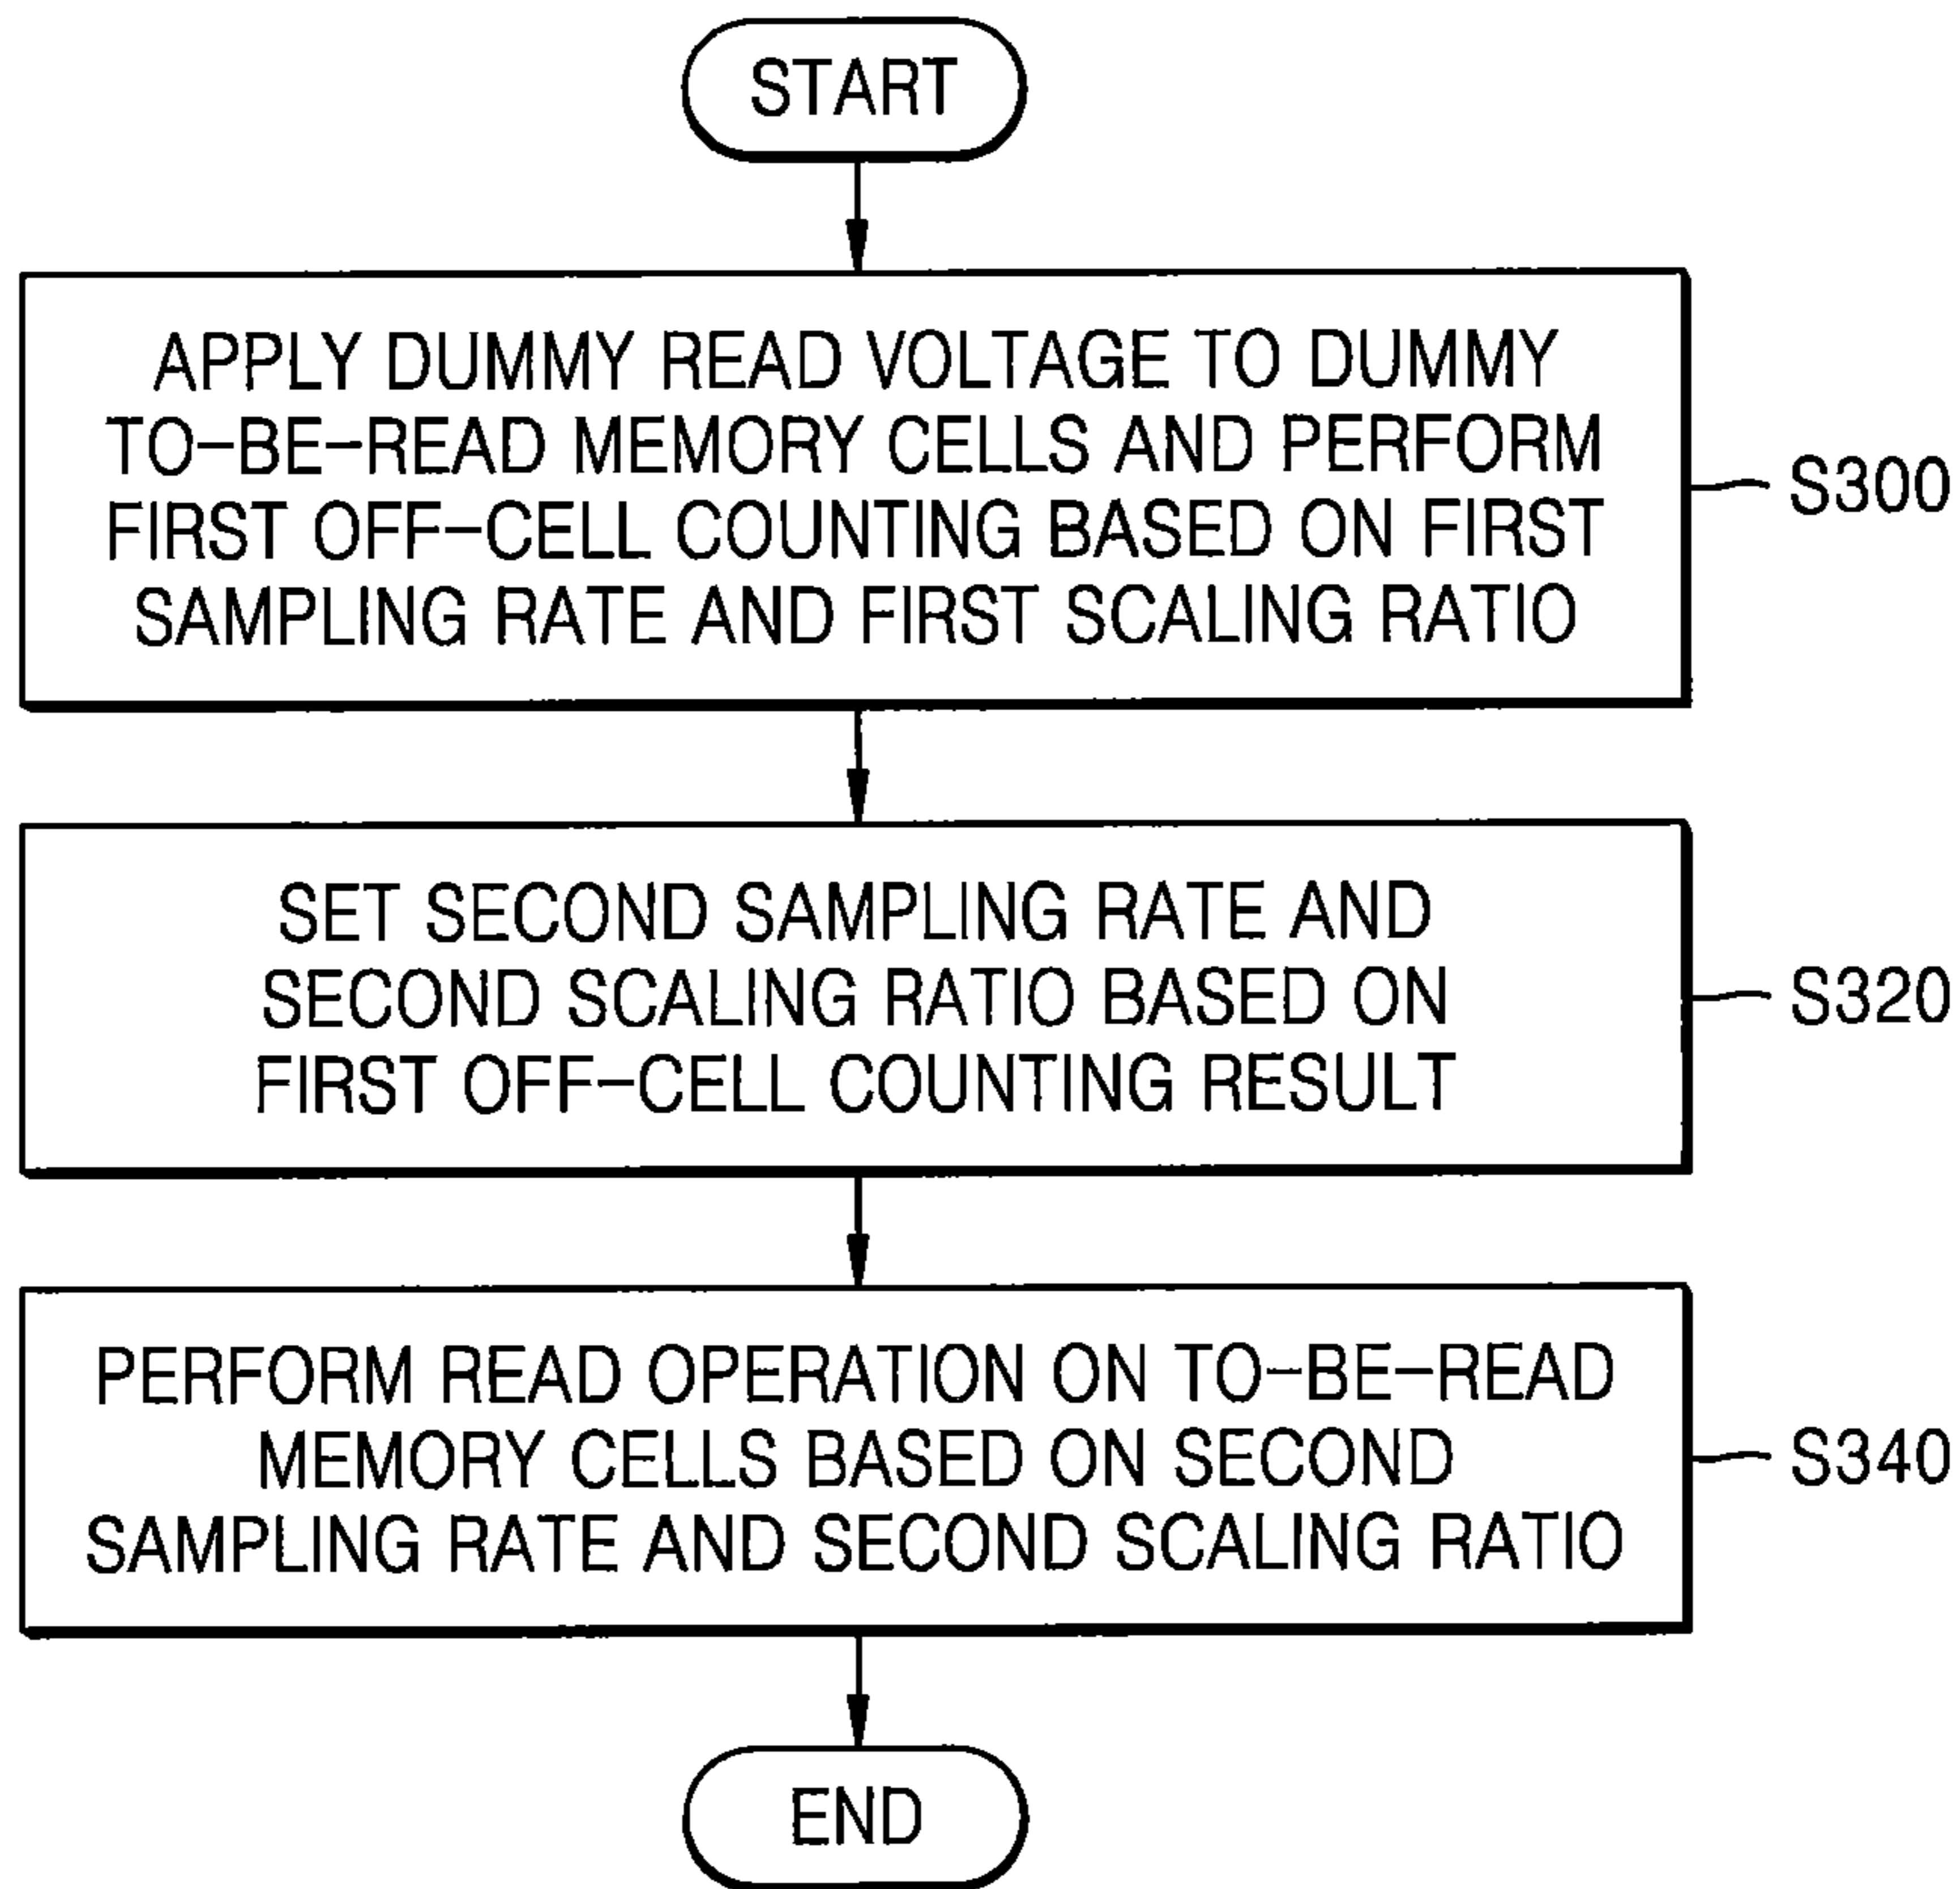 START
APPLY DUMMY READ VOLTAGE TO DUMMY
TO-BE-READ MEMORY CELLS AND PERFORM
FIRST OFF-CELL COUNTING BASED ON FIRST
SAMPLING RATE AND FIRST SCALING RATIO
S300
SET SECOND SAMPLING RATE AND
SECOND SCALING RATIO BASED ON
FIRST OFF-CELL COUNTING RESULT
S320
PERFORM READ OPERATION ON TO-BE-READ
MEMORY CELLS BASED ON SECOND
SAMPLING RATE AND SECOND SCALING RATIO
S340
END